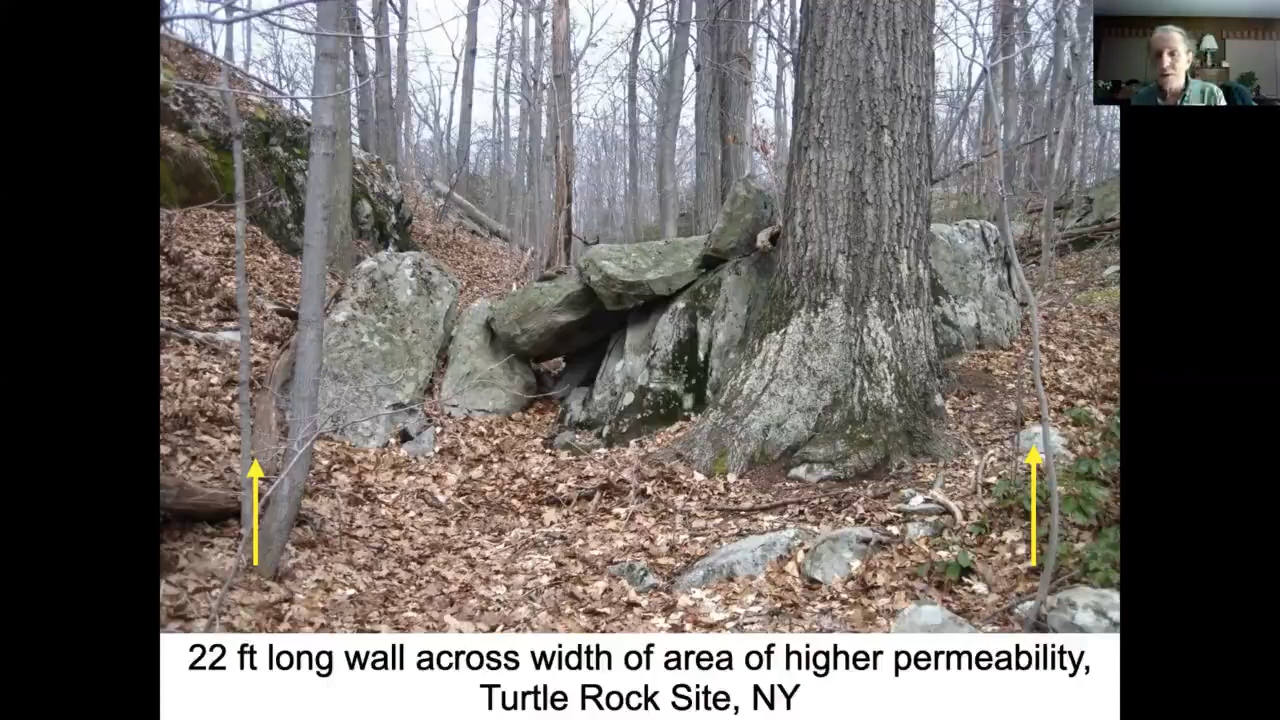 22 ft long wall across width of area of higher permeability,
Turtle Rock Site, NY